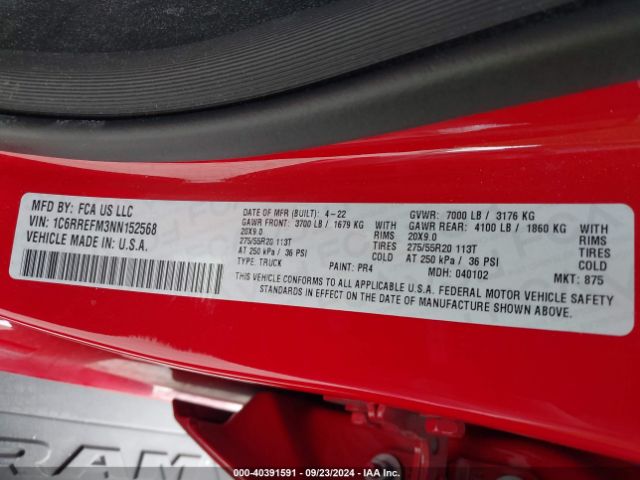 MFD BY: FCA US LLC
VIN: 1C6RREFM3NN152568
VEHICLE MADE IN: U.S.A.
DATE OF MFR (BUILT): 4-22
GAWR FRONT: 3700 LB / 1679 KG WITH
20X9.0 RIMS
275/55R20 113T TIRES
AT 250 kPa / 36 PSI COLD
TYPE: TRUCK PAINT: PR4
GVWR: 7000 LB / 3176 KG
GAWR REAR: 4100 LB / 1860 KG WITH
20X9.0 RIMS
275/55R20 113T TIRES
AT 250 kPa / 36 PSI COLD
MDH: 040102 MKT: 875
THIS VEHICLE CONFORMS TO ALL APPLICABLE U.S.A. FEDERAL MOTOR VEHICLE SAFETY
STANDARDS IN EFFECT ON THE DATE OF MANUFACTURE SHOWN ABOVE.
RAM
000-40391591 - 09/23/2024 - IAA Inc.